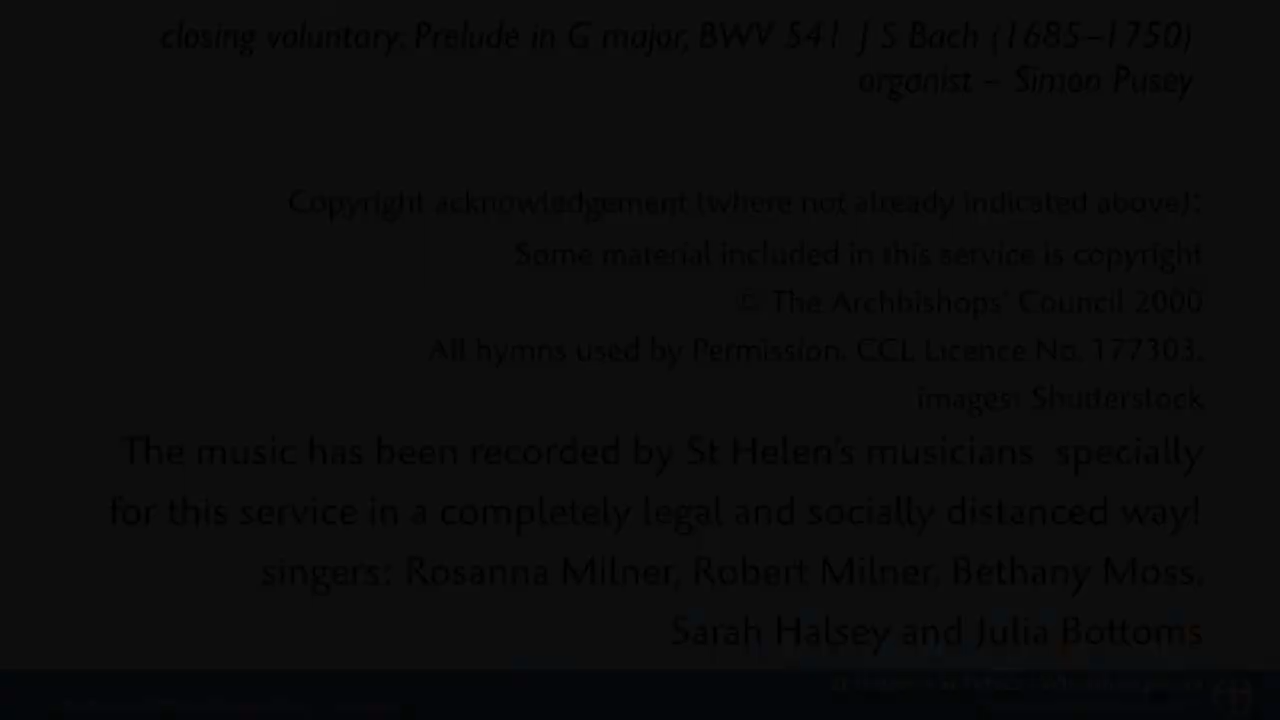 closing voluntary: Prelude in G major, BWV 541 J S Bach (1685–1750)
organist – Simon Pusey
Copyright acknowledgement (where not already indicated above):
Some material included in this service is copyright
© The Archbishops' Council 2000
All hymns used by Permission. CCL Licence No. 177303.
images: Shutterstock
The music has been recorded by St Helen's musicians specially
for this service in a completely legal and socially distanced way!
singers: Rosanna Milner, Robert Milner, Bethany Moss,
Sarah Halsey and Julia Bottoms